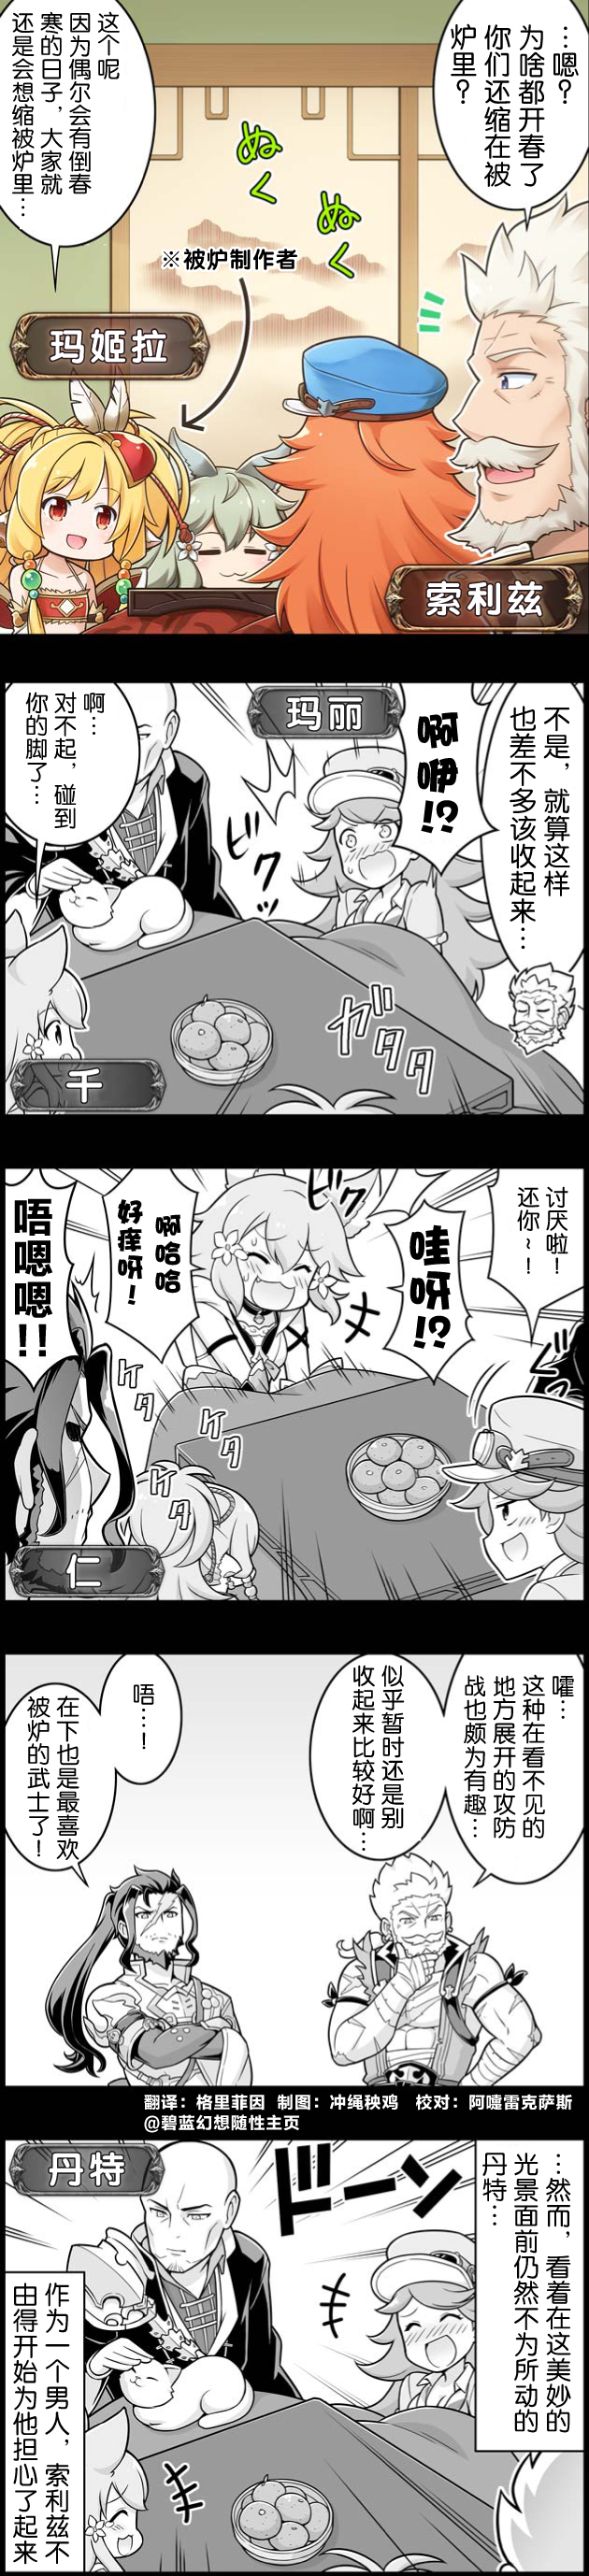 …嗯?
为啥都开春了
你们还缩在被
炉里?
这个呢
因为偶尔会有倒春
寒的日子，大家就
还是会想缩被炉里…
ぬく
ぬく
※被炉制作者
玛姬拉
索利兹
不是，就算这样
也差不多该收起来…
啊咿!?
玛丽
啊…
对不起，碰到
你的脚了…
ビクッ
ガタタタ
千
讨厌啦!
还你~!
哇呀!?
ビクッ
啊哈哈
好痒呀!
唔嗯嗯!!
ケタ
ケタ
ケタ
仁
嚯…
这种在看不见的
地方展开的攻防
战也颇为有趣…
似乎暂时还是别
收起来比较好啊…
唔…!
在下也是最喜欢
被炉的武士了!
翻译：格里菲因 制图：冲绳秧鸡 校对：阿嚏雷克萨斯
@碧蓝幻想随性主页
…然而，看着在这美妙的
光景面前仍然不为所动的
丹特…
ドーン
丹特
作为一个男人，索利兹不
由得开始为他担心了起来